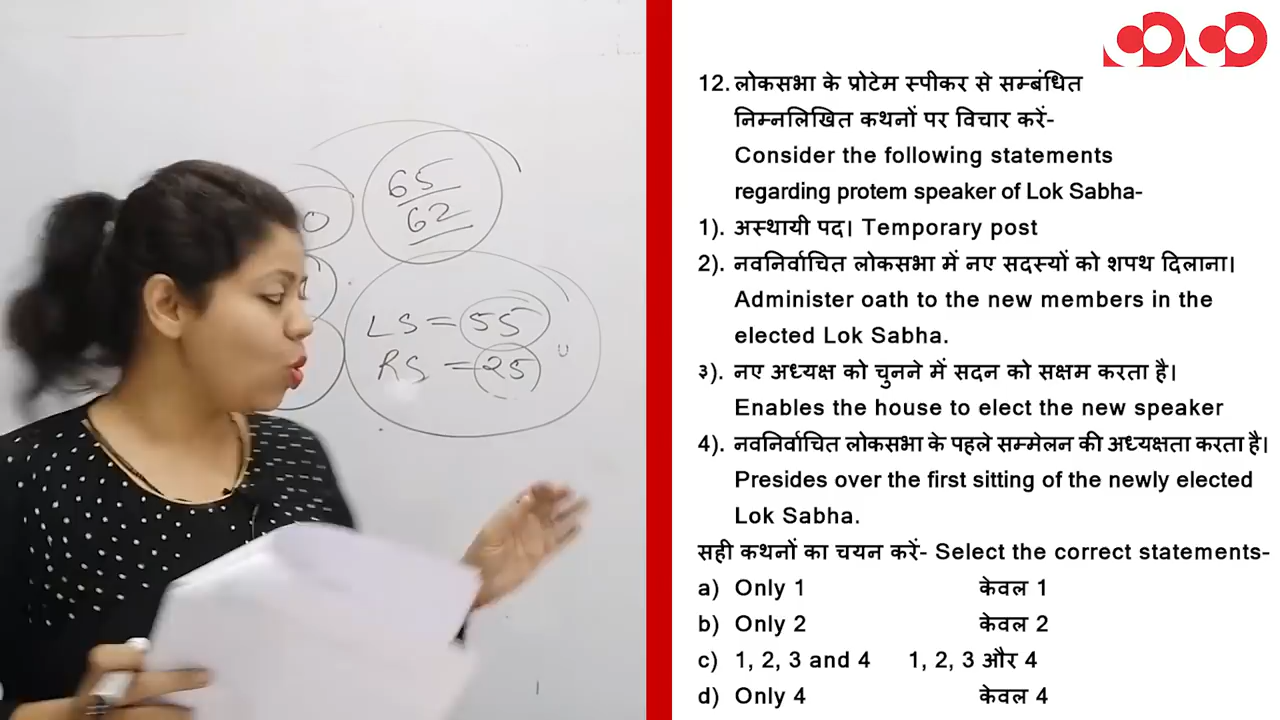 0
65
62
LS = 55
RS = 25
12. लोकसभा के प्रोटेम स्पीकर से सम्बंधित
निम्नलिखित कथनों पर विचार करें-
Consider the following statements
regarding protem speaker of Lok Sabha-
1). अस्थायी पद। Temporary post
2). नवनिर्वाचित लोकसभा में नए सदस्यों को शपथ दिलाना।
Administer oath to the new members in the
elected Lok Sabha.
३). नए अध्यक्ष को चुनने में सदन को सक्षम करता है।
Enables the house to elect the new speaker
4). नवनिर्वाचित लोकसभा के पहले सम्मेलन की अध्यक्षता करता है।
Presides over the first sitting of the newly elected
Lok Sabha.
सही कथनों का चयन करें- Select the correct statements-
a) Only 1 केवल 1
b) Only 2 केवल 2
c) 1, 2, 3 and 4 1, 2, 3 और 4
d) Only 4 केवल 4